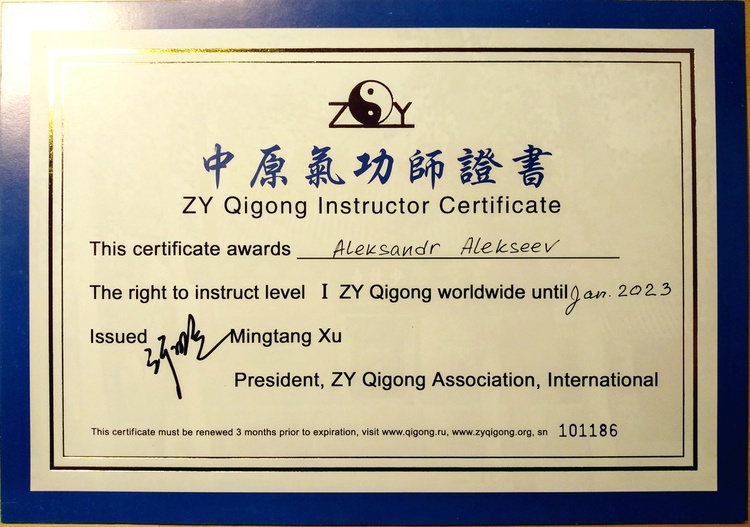 ZY
中原氣功師證書
ZY Qigong Instructor Certificate
This certificate awards Aleksandr Alekseev
The right to instruct level I ZY Qigong worldwide until Jan. 2023
Issued Mingtang Xu
President, ZY Qigong Association, International
This certificate must be renewed 3 months prior to expiration, visit www.qigong.ru, www.zyqigong.org, sn 101186